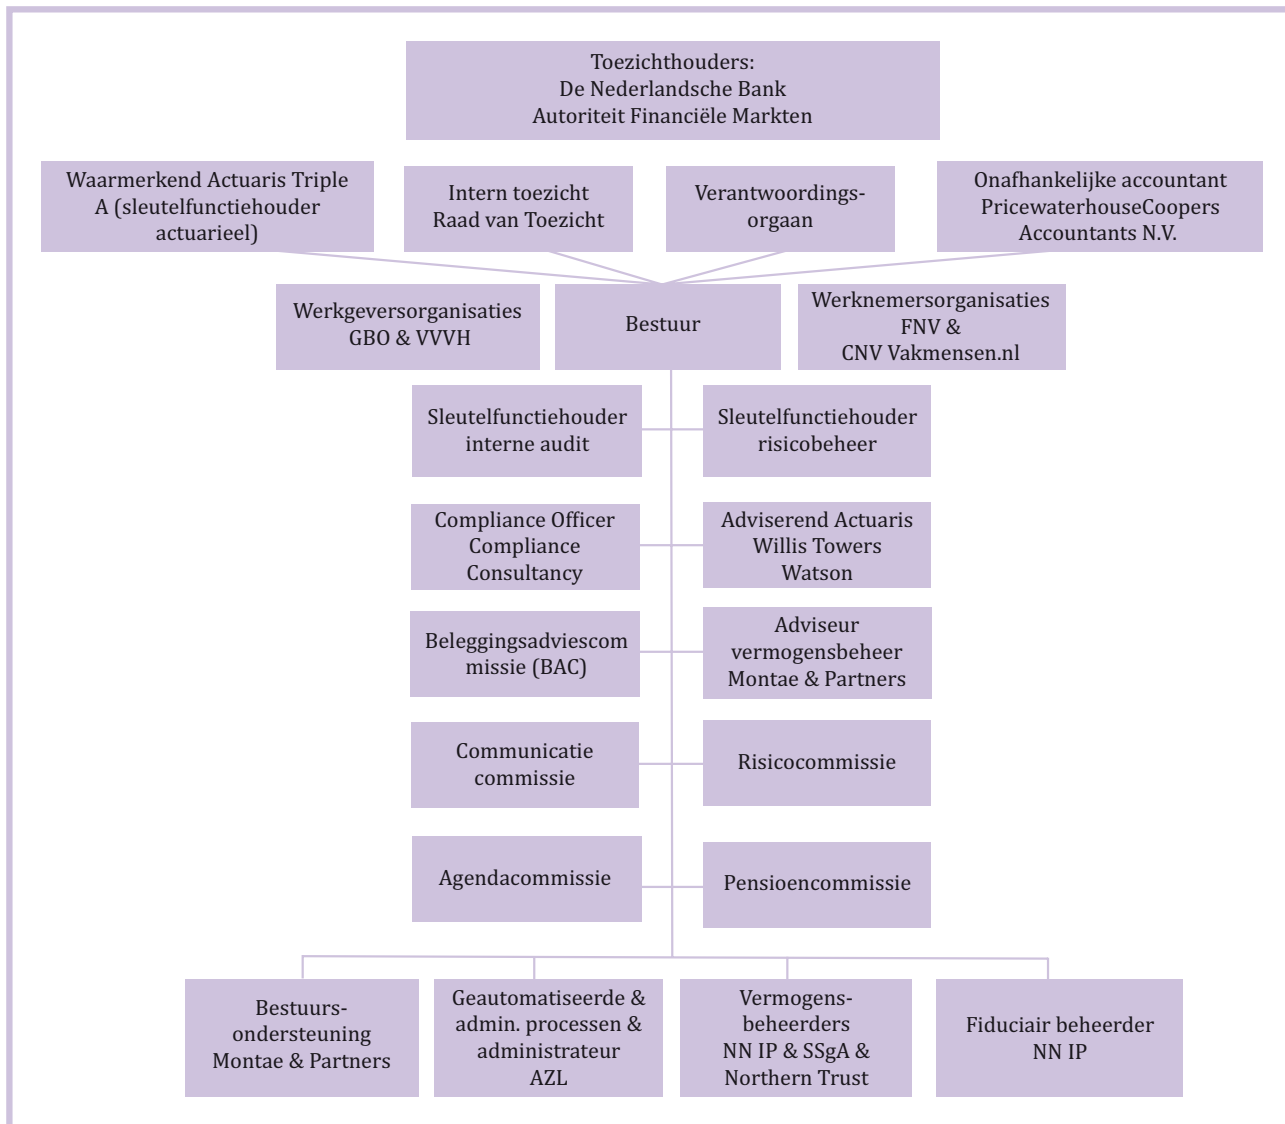 Toezichthouders:
De Nederlandsche Bank
Autoriteit Financiële Markten
Waarmerkend Actuaris Triple
A (sleutelfunctiehouder
actuarieel)
Intern toezicht
Raad van Toezicht
Verantwoordings-
orgaan
Onafhankelijke accountant
PricewaterhouseCoopers
Accountants N.V.
Werkgeversorganisaties
GBO & VVVH
Bestuur
Werknemersorganisaties
FNV &
CNV Vakmensen.nl
Sleutelfunctiehouder
interne audit
Sleutelfunctiehouder
risicobeheer
Compliance Officer
Compliance
Consultancy
Adviserend Actuaris
Willis Towers
Watson
Beleggingsadviescom
missie (BAC)
Adviseur
vermogensbeheer
Montae & Partners
Communicatie
commissie
Risicocommissie
Agendacommissie
Pensioencommissie
Bestuurs-
ondersteuning
Montae & Partners
Geautomatiseerde &
admin. processen &
administrateur
AZL
Vermogens-
beheerders
NN IP & SSgA &
Northern Trust
Fiduciair beheerder
NN IP